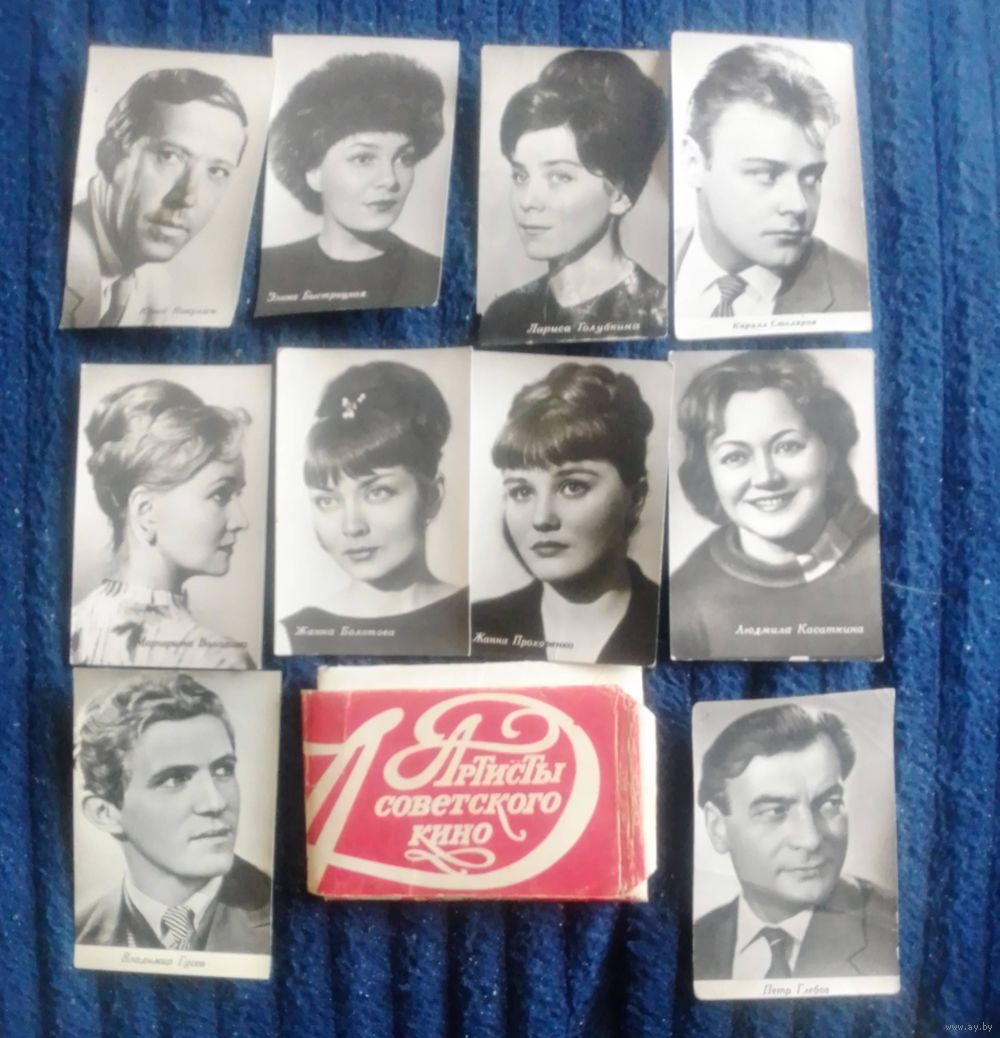 Юрий Никулин
Элина Быстрицкая
Лариса Голубкина
Кирилл Столяров
Маргарита
Жанна Болотова
Жанна Прохоренко
Людмила Касаткина
Артисты
советского
кино
Владимир Гусев
Петр Глебов
www.ay.by